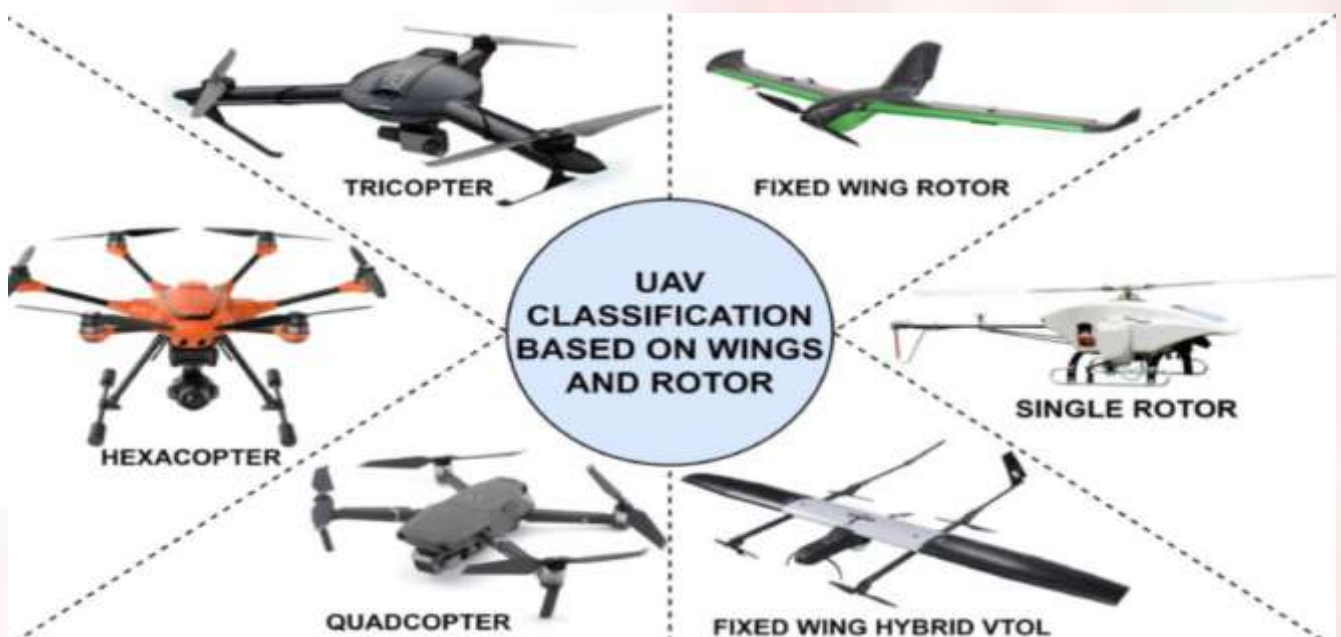 TRICOPTER
FIXED WING ROTOR
UAV
CLASSIFICATION
BASED ON WINGS
AND ROTOR
HEXACOPTER
SINGLE ROTOR
QUADCOPTER
FIXED WING HYBRID VTOL